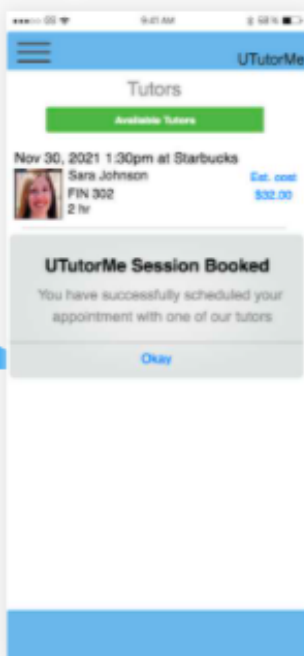 9:41 AM
UTutorMe
Tutors
Available Tutors
Nov 30, 2021 1:30pm at Starbucks
Sara Johnson
Est. cost
FIN 302
$32.00
2 hr
UTutorMe Session Booked
You have successfully scheduled your
appointment with one of our tutors
Okay